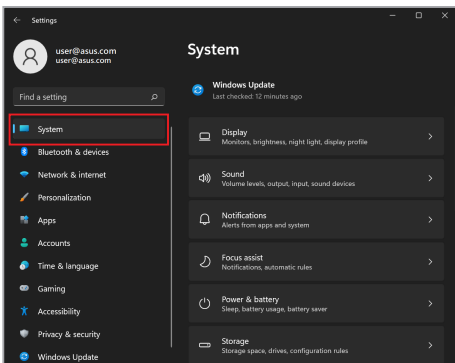 Settings
user@asus.com
user@asus.com
Find a setting
System
Bluetooth & devices
Network & internet
Personalization
Apps
Accounts
Time & language
Gaming
Accessibility
Privacy & security
Windows Update
System
Windows Update
Last checked: 12 minutes ago
Display
Monitors, brightness, night light, display profile
Sound
Volume levels, output, input, sound devices
Notifications
Alerts from apps and system
Focus assist
Notifications, automatic rules
Power & battery
Sleep, battery usage, battery saver
Storage
Storage space, drives, configuration rules